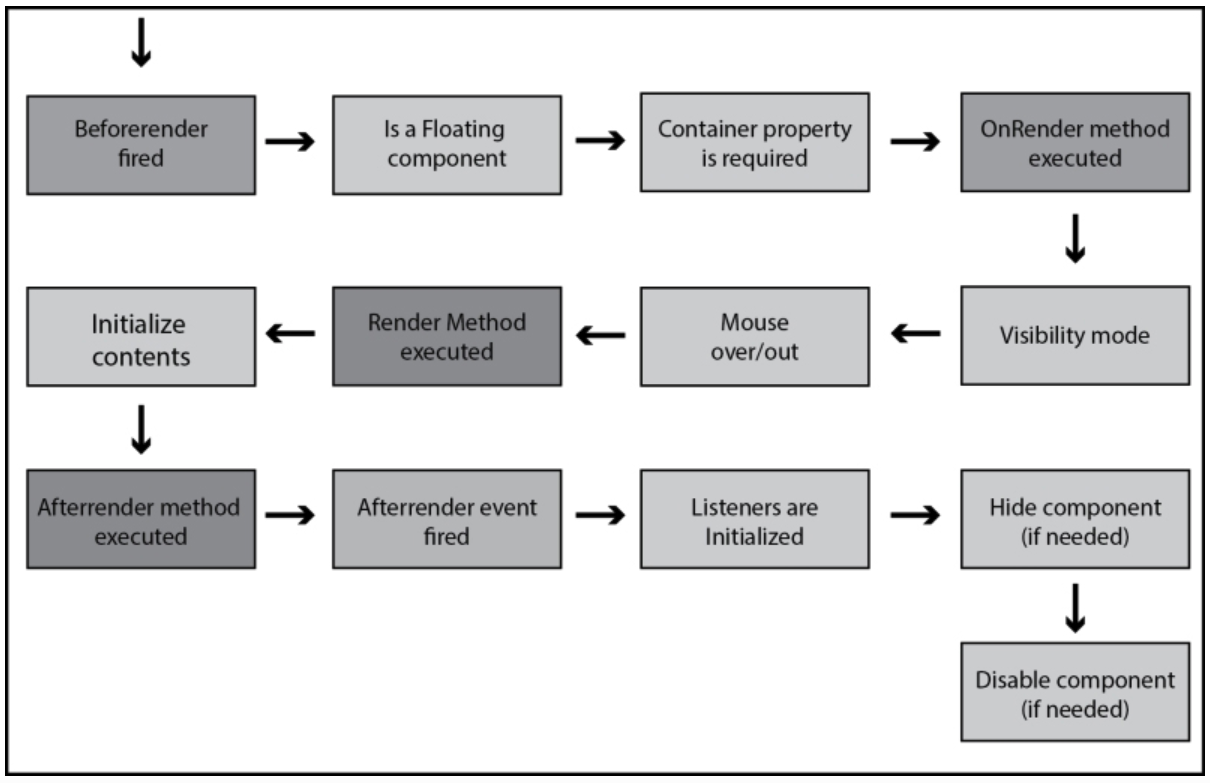 Beforerender
fired
Is a Floating
component
Container property
is required
OnRender method
executed
Initialize
contents
Render Method
executed
Mouse
over/out
Visibility mode
Afterrender method
executed
Afterrender event
fired
Listeners are
Initialized
Hide component
(if needed)
Disable component
(if needed)